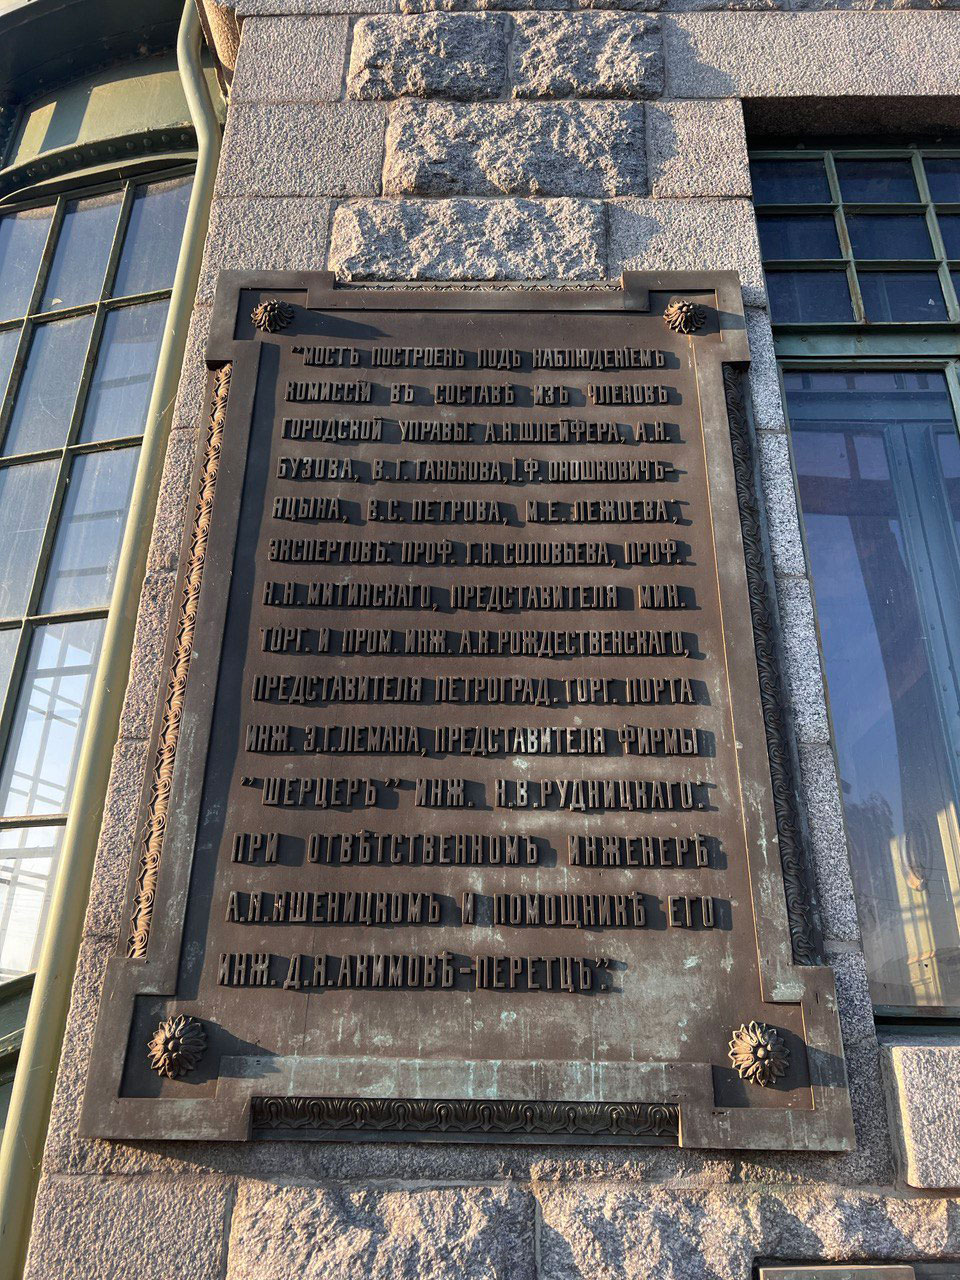 "МОСТЪ ПОСТРОЕНЪ ПОДЪ НАБЛЮДЕНІЕМЪ
КОМИССІЙ ВЪ СОСТАВѢ ИЗЪ ЧЛЕНОВЪ
ГОРОДСКОЙ УПРАВЫ: А.Н.ШЛЕЙФЕРА, А.Н.
БУЗОВА, В.Г.ТАНЬКОВА, І.Ф.ОНОШКОВИЧЪ-
ЯЦЫНА, В.С.ПЕТРОВА, М.Е.ЛЕЖОЕВА;
ЭКСПЕРТОВЪ: ПРОФ. Г.Н.СОЛОВЬЕВА, ПРОФ.
Н.Н.МИТИНСКАГО, ПРЕДСТАВИТЕЛЯ МИН.
ТОРГ. И ПРОМ. ИНЖ. А.К.РОЖДЕСТВЕНСКАГО,
ПРЕДСТАВИТЕЛЯ ПЕТРОГРАД. ТОРГ. ПОРТА
ИНЖ. Э.Г.ЛЕМАНА, ПРЕДСТАВИТЕЛЯ ФИРМЫ
"ШЕРЦЕРЪ" ИНЖ. Н.В.РУДНИЦКАГО:
ПРИ ОТВѢТСТВЕННОМЪ ИНЖЕНЕРѢ
А.П.ПШЕНИЦКОМЪ И ПОМОЩНИКѢ ЕГО
ИНЖ. Д.Я.АКИМОВѢ-ПЕРЕТЦЪ".